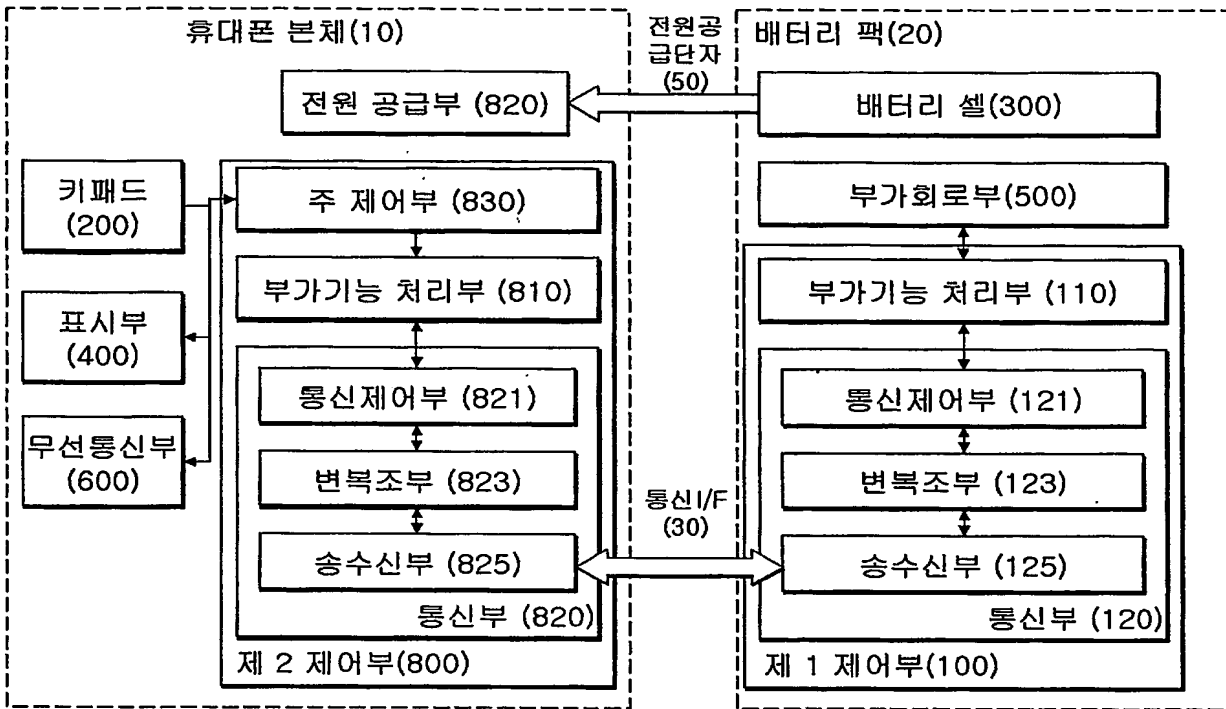 휴대폰 본체(10)
전원공
급단자
(50)
배터리 팩(20)
전원 공급부 (820)
배터리 셀(300)
키패드
(200)
주 제어부 (830)
부가회로부(500)
부가기능 처리부 (810)
부가기능 처리부 (110)
표시부
(400)
통신제어부 (821)
통신제어부 (121)
무선통신부
(600)
변복조부 (823)
변복조부 (123)
통신I/F
(30)
송수신부 (825)
송수신부 (125)
통신부 (820)
통신부 (120)
제 2 제어부(800)
제 1 제어부(100)